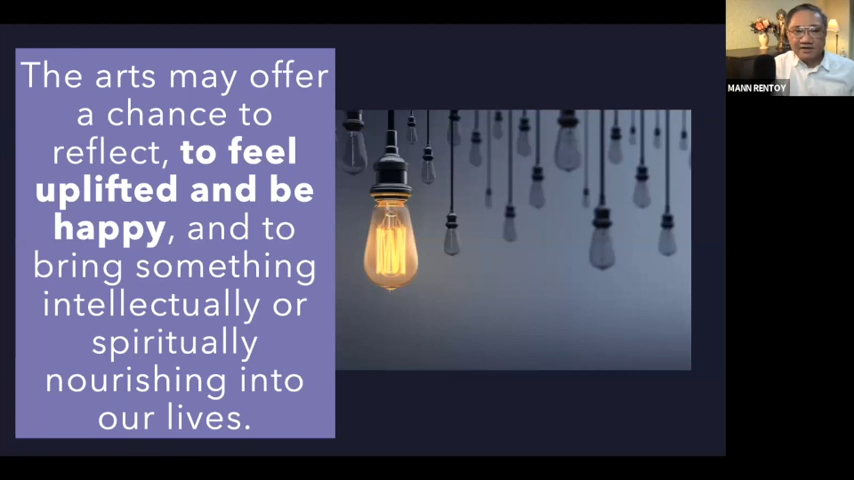 The arts may offer
a chance to
reflect, to feel
uplifted and be
happy, and to
bring something
intellectually or
spiritually
nourishing into
our lives.
MANN RENTOY